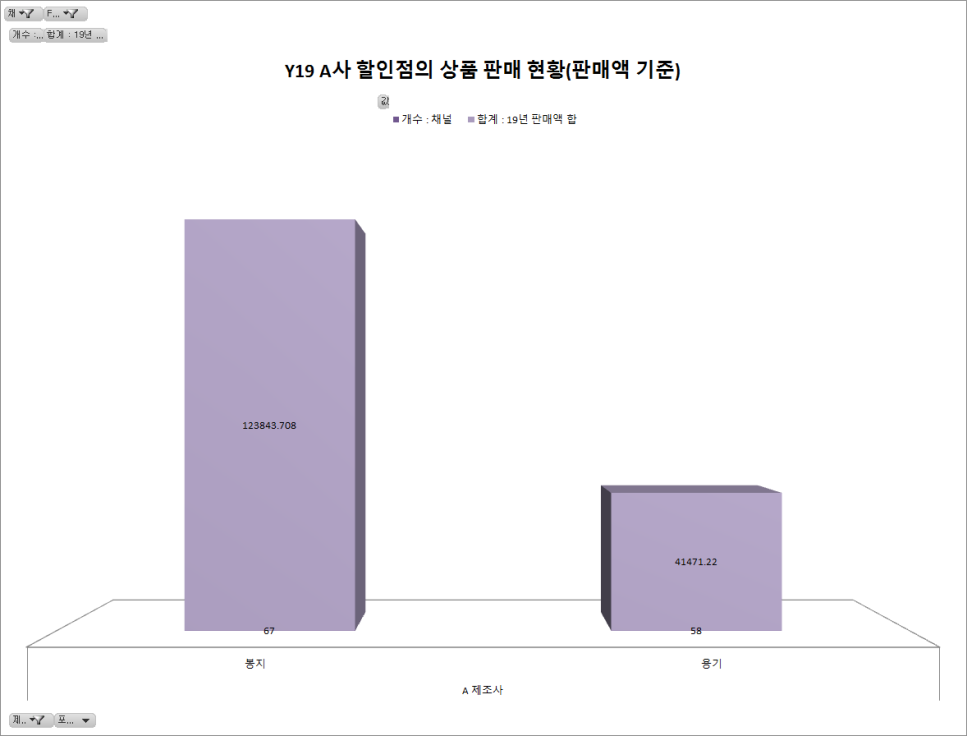 채 F...
개수 :... 합계 : 19년 ...
Y19 A사 할인점의 상품 판매 현황(판매액 기준)
값
개수 : 채널 합계 : 19년 판매액 합
123843.708
41471.22
67 58
봉지 용기
A 제조사
제.. 포...